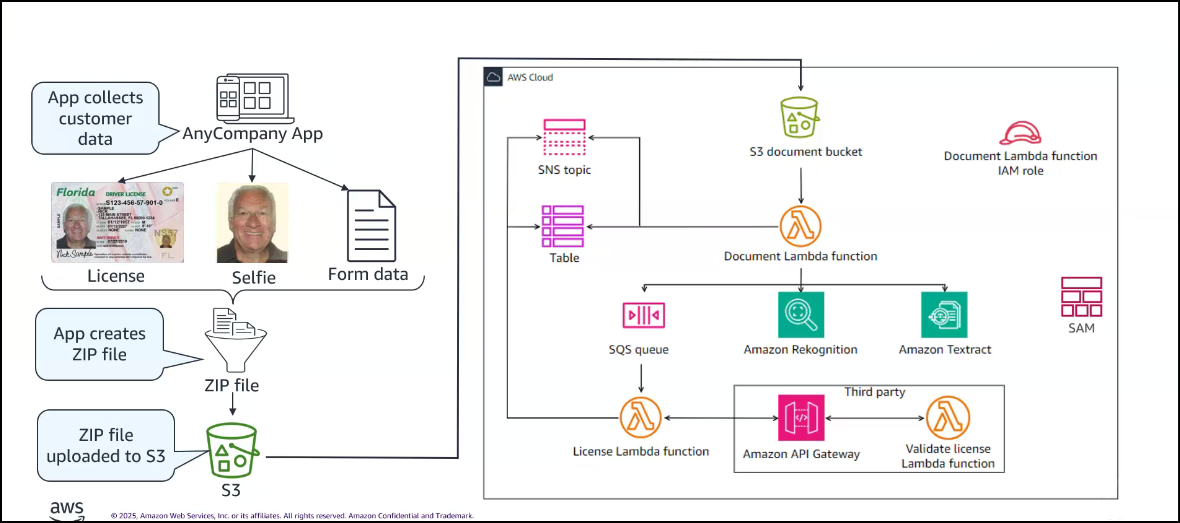 App collects
customer
data
AnyCompany App
Florida
DRIVER LICENSE
S123-456-57-901-0
SAMPLE
NICK
Nick Sample
FL
License
Selfie
Form data
App creates
ZIP file
ZIP file
ZIP file
uploaded to S3
S3
aws
© 2025, Amazon Web Services, Inc. or its affiliates. All rights reserved. Amazon Confidential and Trademark.
AWS Cloud
S3 document bucket
SNS topic
Document Lambda function
IAM role
Table
Document Lambda function
SAM
SQS queue
Amazon Rekognition
Amazon Textract
Third party
License Lambda function
Amazon API Gateway
Validate license
Lambda function